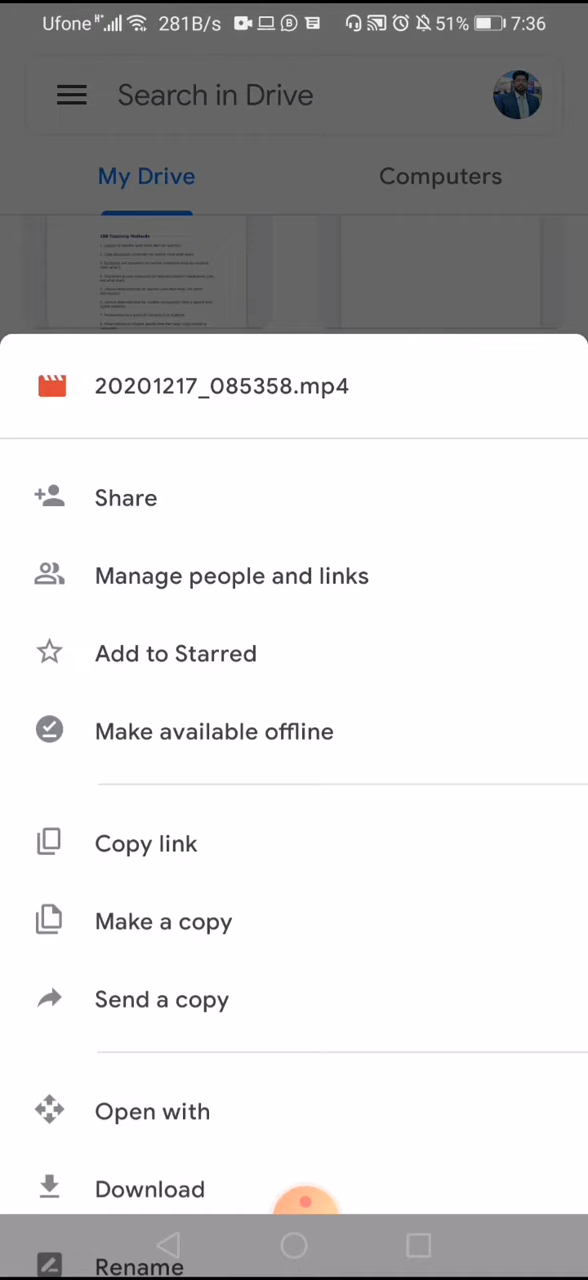 Ufone H+ 281B/s 51% 7:36
Search in Drive
My Drive Computers
20201217_085358.mp4
Share
Manage people and links
Add to Starred
Make available offline
Copy link
Make a copy
Send a copy
Open with
Download
Rename